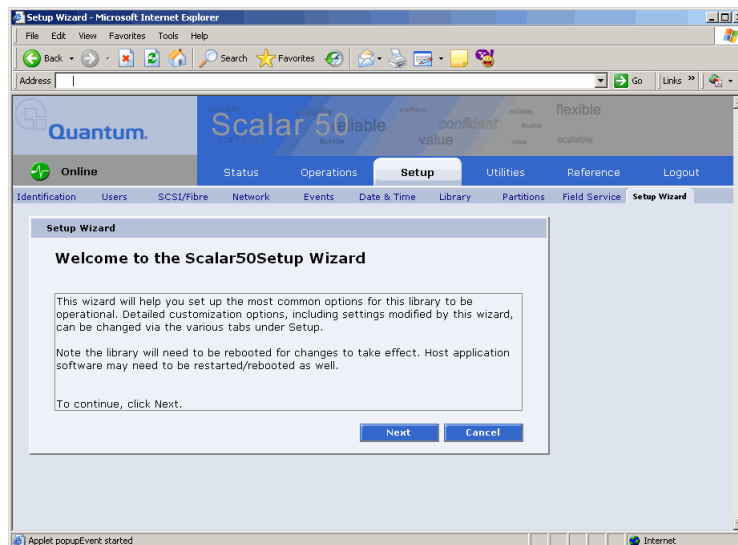 Setup Wizard - Microsoft Internet Explorer
File Edit View Favorites Tools Help
Back Search Favorites
Address Go Links »
Quantum.
Scalar 50
reliable
flexible
value
confident
reliable
flexible
value
flexible
scalable
Online Status Operations Setup Utilities Reference Logout
Identification Users SCSI/Fibre Network Events Date & Time Library Partitions Field Service Setup Wizard
Setup Wizard
Welcome to the Scalar50Setup Wizard
This wizard will help you set up the most common options for this library to be
operational. Detailed customization options, including settings modified by this wizard,
can be changed via the various tabs under Setup.
Note the library will need to be rebooted for changes to take effect. Host application
software may need to be restarted/rebooted as well.
To continue, click Next.
Next Cancel
Applet popupEvent started Internet